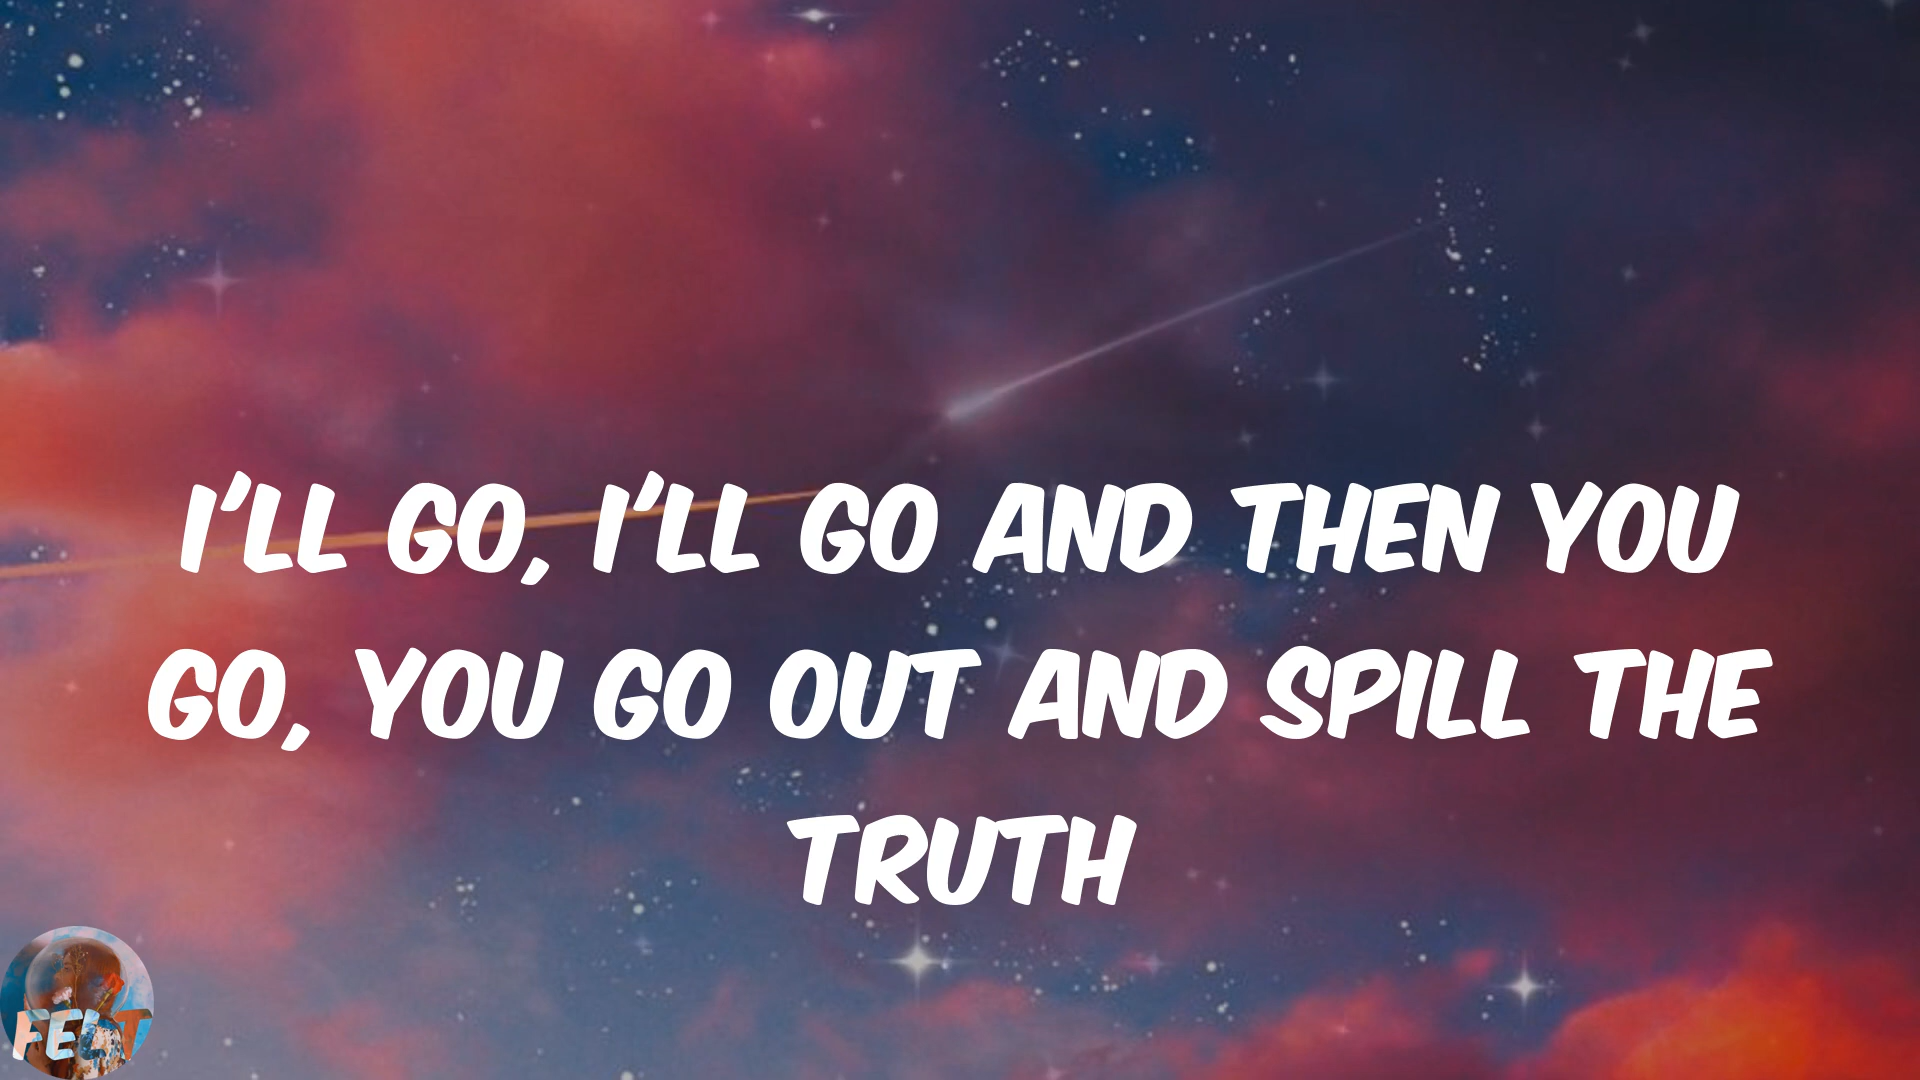 I'LL GO, I'LL GO AND THEN YOU
GO, YOU GO OUT AND SPILL THE
TRUTH
FELT